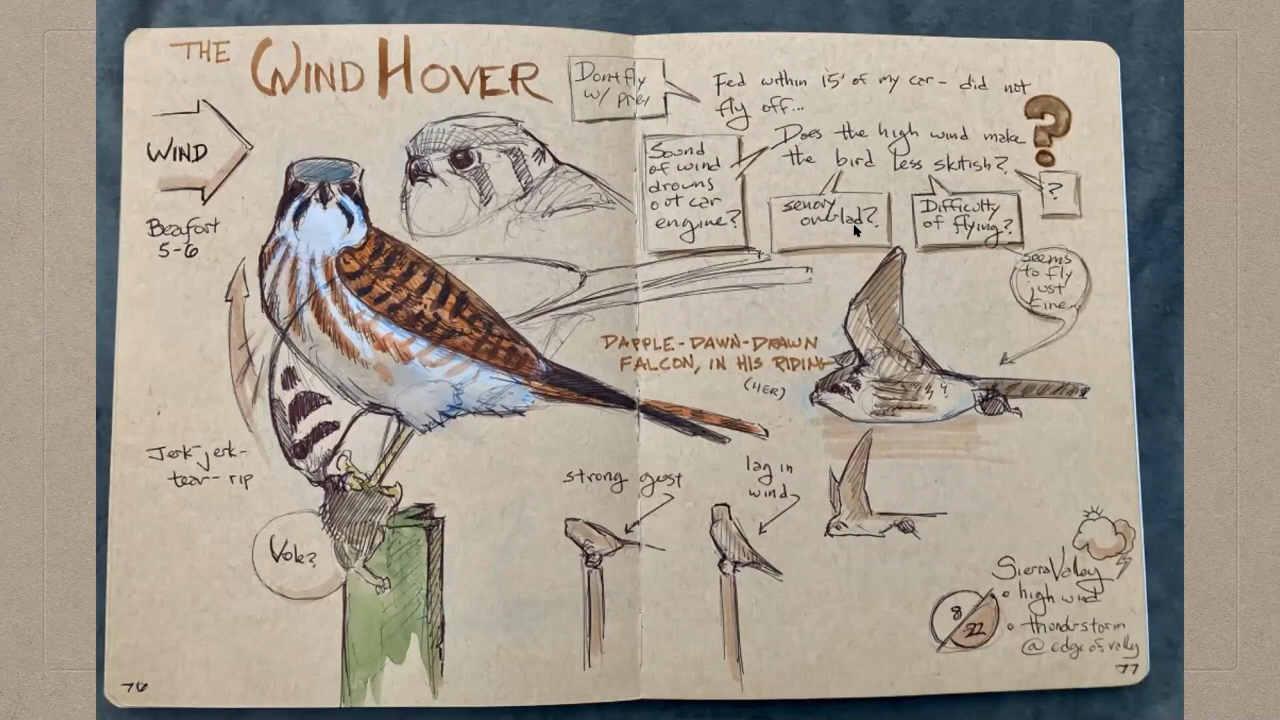 THE WIND HOVER
WIND
Beaufort
5-6
Jerk-jerk-
tear-rip
Vole?
76
Don't fly
w/ prey
Fed within 15' of my car - did not
fly off...
Does the high wind make
the bird less skitish?
?
Sound
of wind
drowns
out car
engine?
senory
overlad?
Difficulty
of flying?
?
seems
to fly
just
fine..
DAPPLE-DAWN-DRAWN
FALCON, IN HIS RIDING
(HER)
strong gust
lag in
wind
Sierra Valley
• high wind
• thunderstorm
@ edge of valley
8
22
77